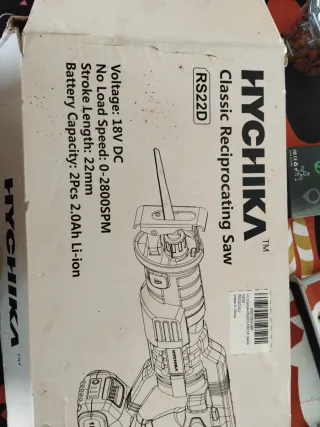 HYCHIKA™
Classic Reciprocating Saw
RS22D
Voltage: 18V DC
No Load Speed: 0-2800SPM
Stroke Length: 22mm
Battery Capacity: 2Pcs 2.0Ah Li-ion
HYCHIKA
HYCHIKA